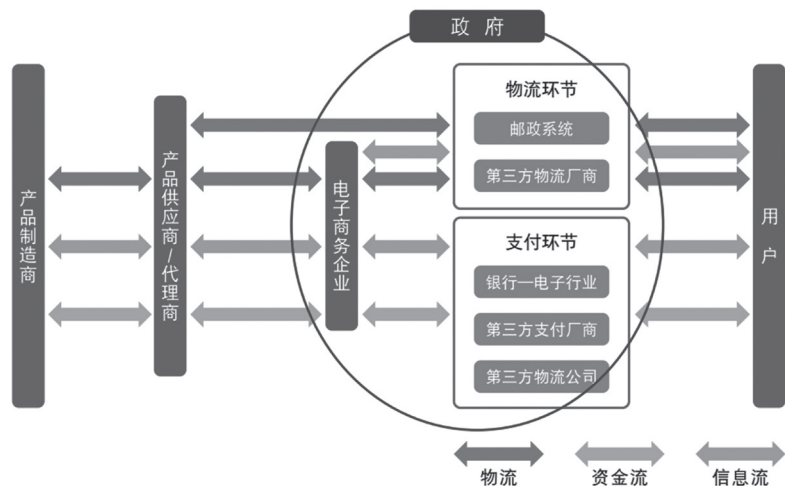 政府
物流环节
邮政系统
第三方物流厂商
产品制造商
产品供应商/代理商
电子商务企业
用户
支付环节
银行—电子行业
第三方支付厂商
第三方物流公司
物流
资金流
信息流